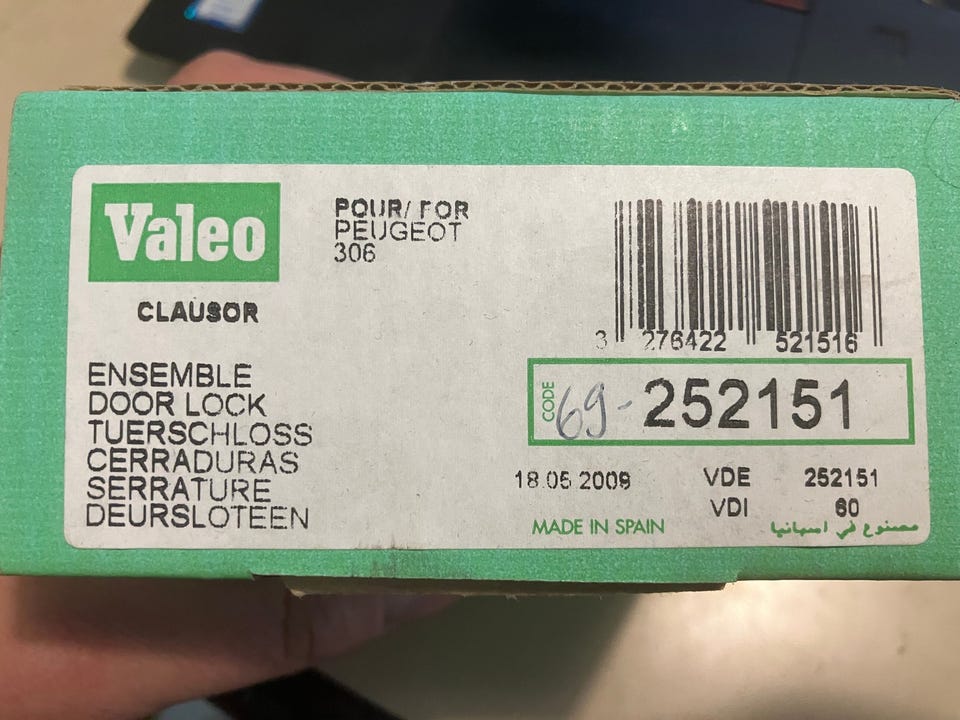 Valeo
CLAUSOR
POUR/ FOR
PEUGEOT
306
ENSEMBLE
DOOR LOCK
TUERSCHLOSS
CERRADURAS
SERRATURE
DEURSLOTEEN
3 276422 521516
CODE 69- 252151
18.05 2009 VDE 252151
VDI 60
MADE IN SPAIN مصنوع في اسبانيا